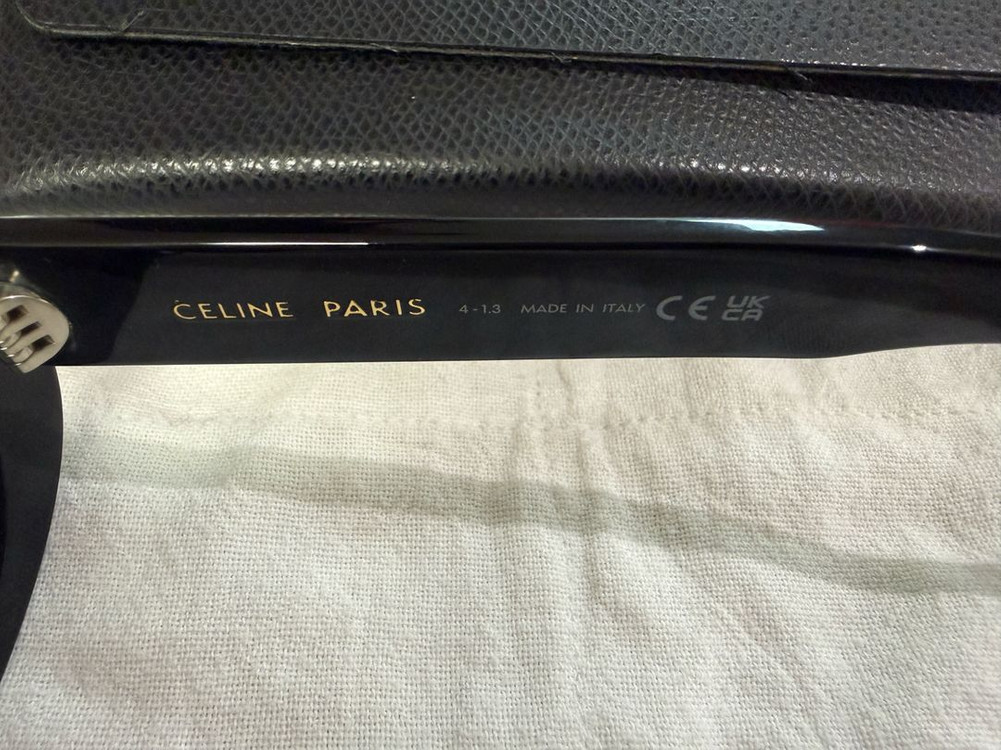 CELINE PARIS 4-1.3 MADE IN ITALY CE UK CA